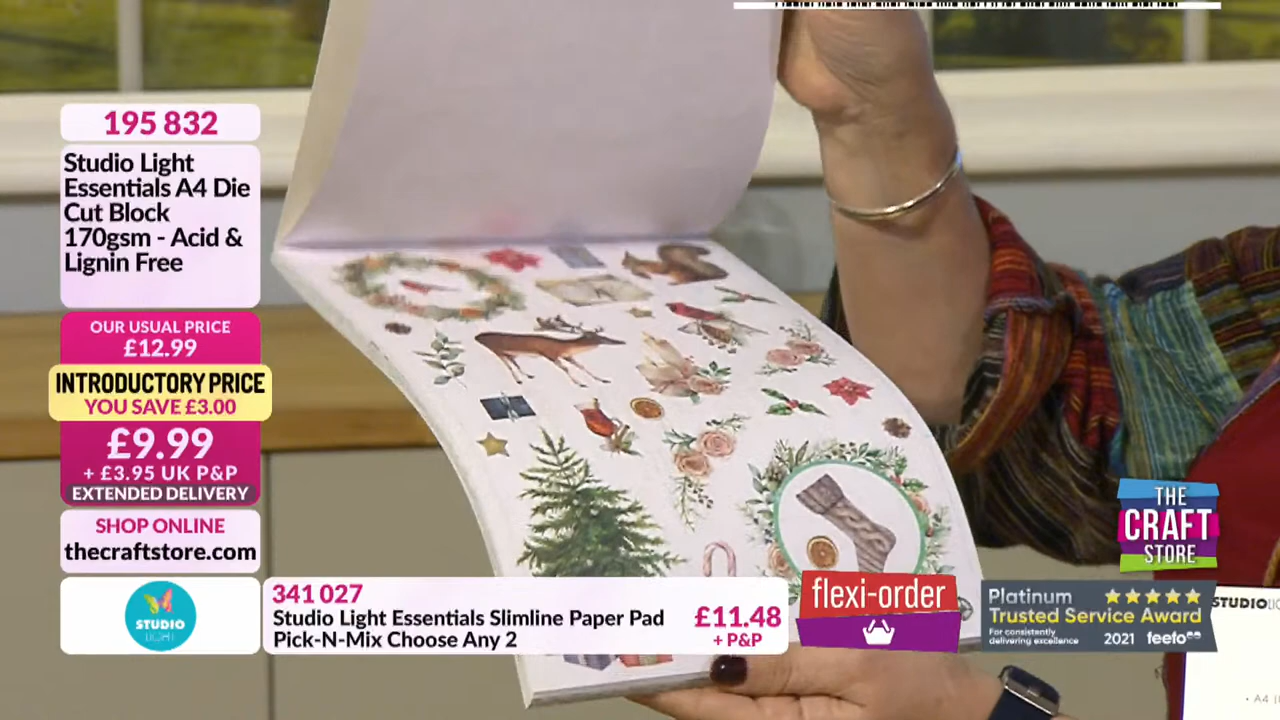 195 832
Studio Light
Essentials A4 Die
Cut Block
170gsm - Acid &
Lignin Free
OUR USUAL PRICE
£12.99
INTRODUCTORY PRICE
YOU SAVE £3.00
£9.99
+ £3.95 UK P&P
EXTENDED DELIVERY
SHOP ONLINE
thecraftstore.com
STUDIO
LIGHT
341 027
Studio Light Essentials Slimline Paper Pad
Pick-N-Mix Choose Any 2
£11.48
+ P&P
flexi-order
THE
CRAFT
STORE
Platinum
Trusted Service Award
For consistently
delivering excellence
2021 feefo
STUDIO
• A4